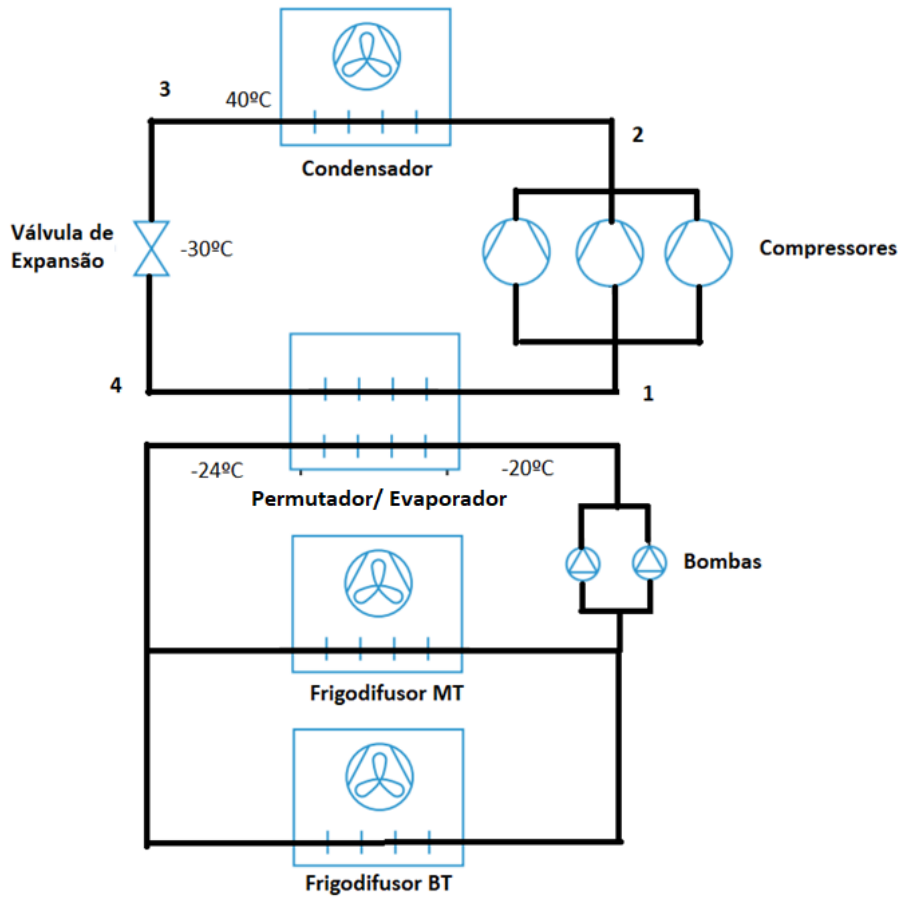 3
40ºC
2
Condensador
Válvula de
Expansão
-30ºC
Compressores
4
1
-24ºC
-20ºC
Permutador/ Evaporador
Bombas
Frigodifusor MT
Frigodifusor BT